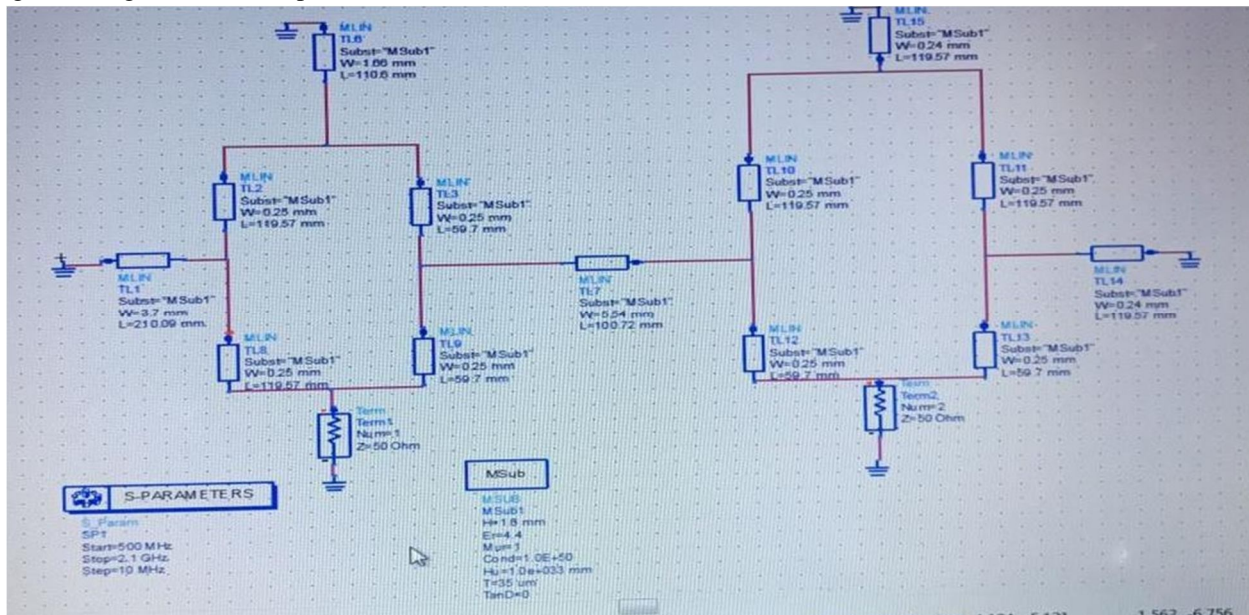 MLIN
TL6
Subst="MSub1"
W=1.66 mm
L=110.6 mm
MLIN
TL15
Subst="MSub1"
W=0.24 mm
L=119.57 mm
MLIN
TL2
Subst="MSub1"
W=0.25 mm
L=119.57 mm
MLIN
TL3
Subst="MSub1"
W=0.25 mm
L=59.7 mm
MLIN
TL10
Subst="MSub1"
W=0.25 mm
L=119.57 mm
MLIN
TL11
Subst="MSub1"
W=0.25 mm
L=119.57 mm
MLIN
TL1
Subst="MSub1"
W=3.7 mm
L=210.09 mm
MLIN
TL7
Subst="MSub1"
W=5.54 mm
L=100.72 mm
MLIN
TL14
Subst="MSub1"
W=0.24 mm
L=119.57 mm
MLIN
TL8
Subst="MSub1"
W=0.25 mm
L=119.57 mm
MLIN
TL9
Subst="MSub1"
W=0.25 mm
L=59.7 mm
MLIN
TL12
Subst="MSub1"
W=0.25 mm
L=59.7 mm
MLIN
TL13
Subst="MSub1"
W=0.25 mm
L=59.7 mm
Term
Term1
Num=1
Z=50 Ohm
Term
Term2
Num=2
Z=50 Ohm
S-PARAMETERS
S_Param
SP1
Start=500 MHz
Stop=2.1 GHz
Step=10 MHz
MSub
MSUB
MSub1
H=1.6 mm
Er=4.4
Mur=1
Cond=1.0E+50
Hu=1.0e+033 mm
T=35 um
TanD=0